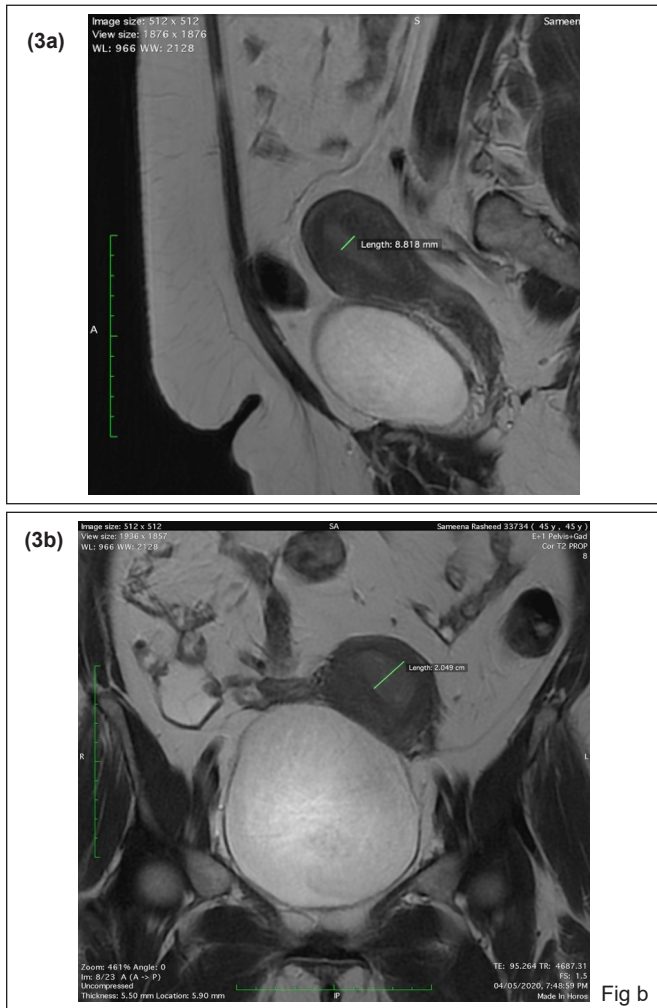 (3a)
Image size: 512 x 512
View size: 1876 x 1876
WL: 966 WW: 2128
S
Sameen
Length: 8.818 mm
A
(3b)
Image size: 512 x 512
View size: 1936 x 1857
WL: 966 WW: 2128
SA
Sameena Rasheed 33734 ( 45 y , 45 y )
E+1 Pelvis+Gad
Cor T2 PROP
8
Length: 2.049 cm
R
L
Zoom: 461% Angle: 0
Im: 8/23 A (A -> P)
Uncompressed
Thickness: 5.50 mm Location: 5.90 mm
IP
TE: 95.264 TR: 4687.31
FS: 1.5
04/05/2020, 7:48:59 PM
Made In Horos
Fig b